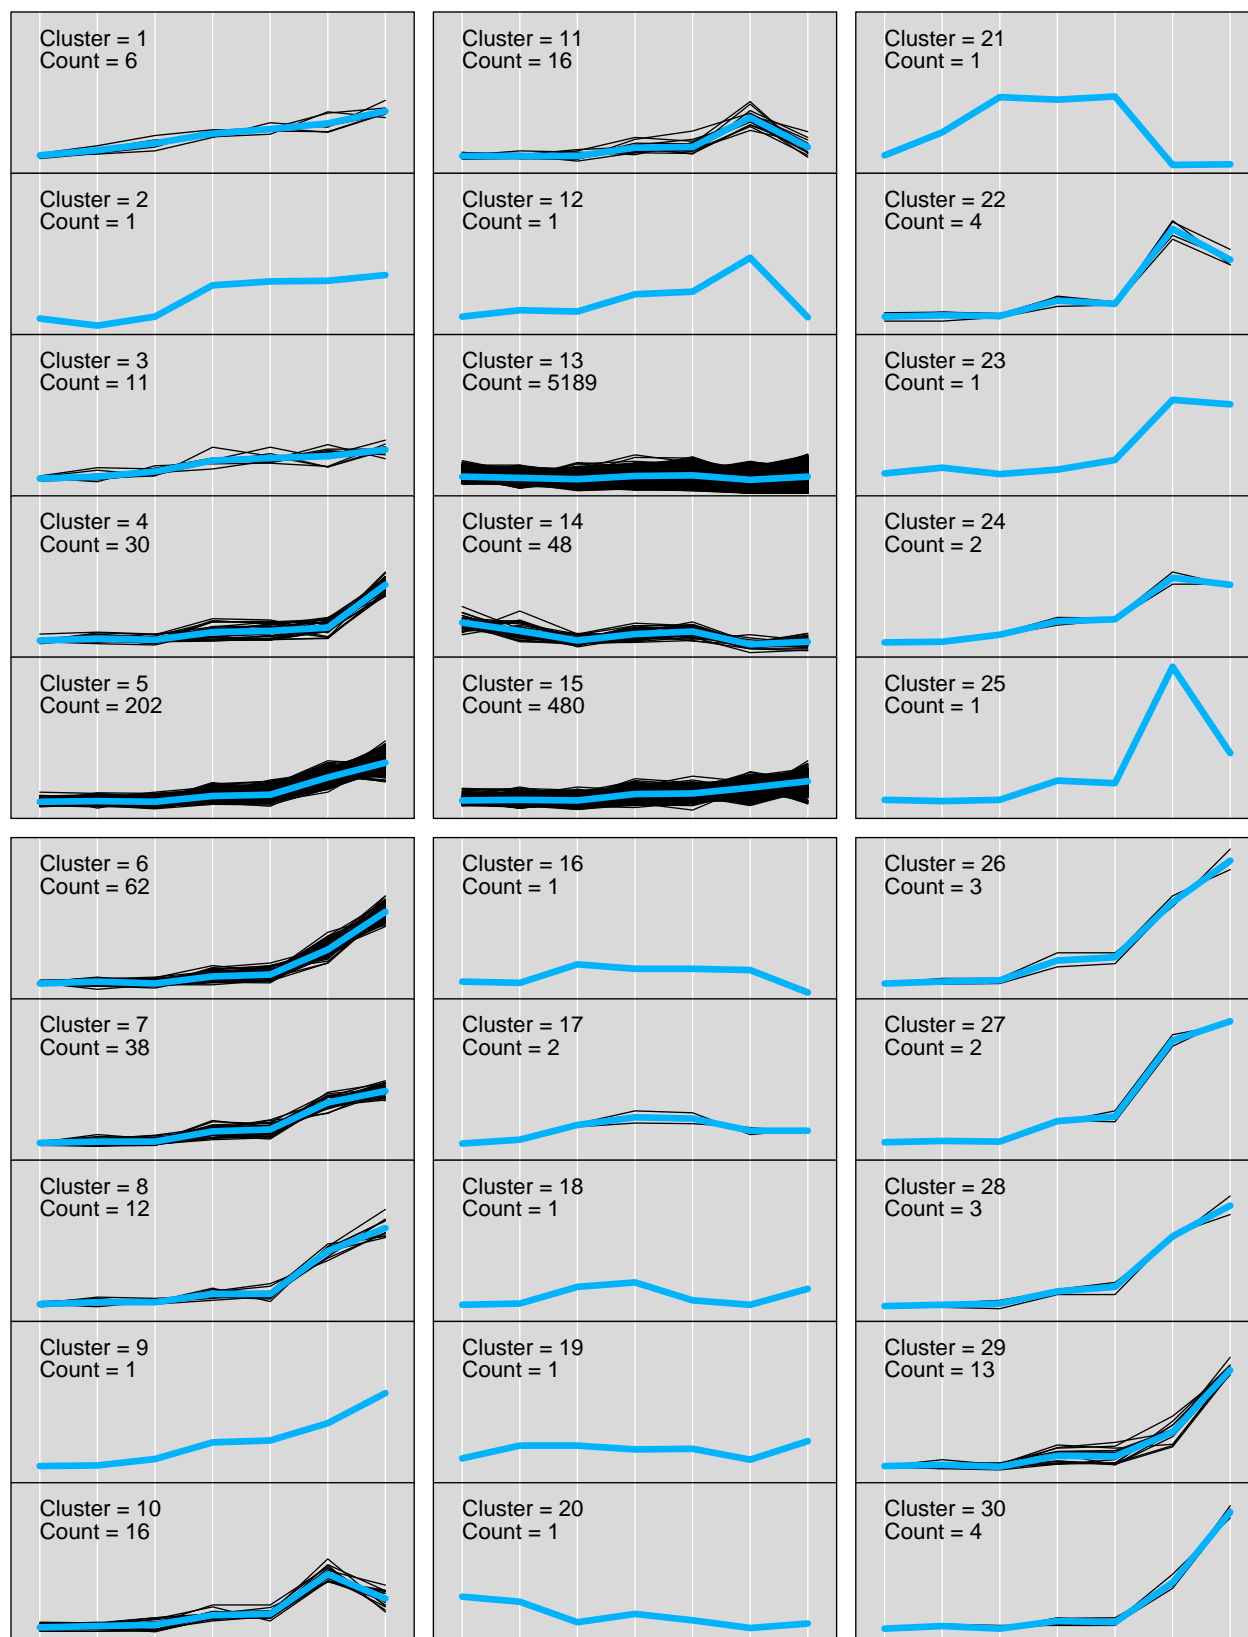 Cluster = 1
Count = 6
Cluster = 2
Count = 1
Cluster = 3
Count = 11
Cluster = 4
Count = 30
Cluster = 5
Count = 202
Cluster = 6
Count = 62
Cluster = 7
Count = 38
Cluster = 8
Count = 12
Cluster = 9
Count = 1
Cluster = 10
Count = 16
Cluster = 11
Count = 16
Cluster = 12
Count = 1
Cluster = 13
Count = 5189
Cluster = 14
Count = 48
Cluster = 15
Count = 480
Cluster = 16
Count = 1
Cluster = 17
Count = 2
Cluster = 18
Count = 1
Cluster = 19
Count = 1
Cluster = 20
Count = 1
Cluster = 21
Count = 1
Cluster = 22
Count = 4
Cluster = 23
Count = 1
Cluster = 24
Count = 2
Cluster = 25
Count = 1
Cluster = 26
Count = 3
Cluster = 27
Count = 2
Cluster = 28
Count = 3
Cluster = 29
Count = 13
Cluster = 30
Count = 4